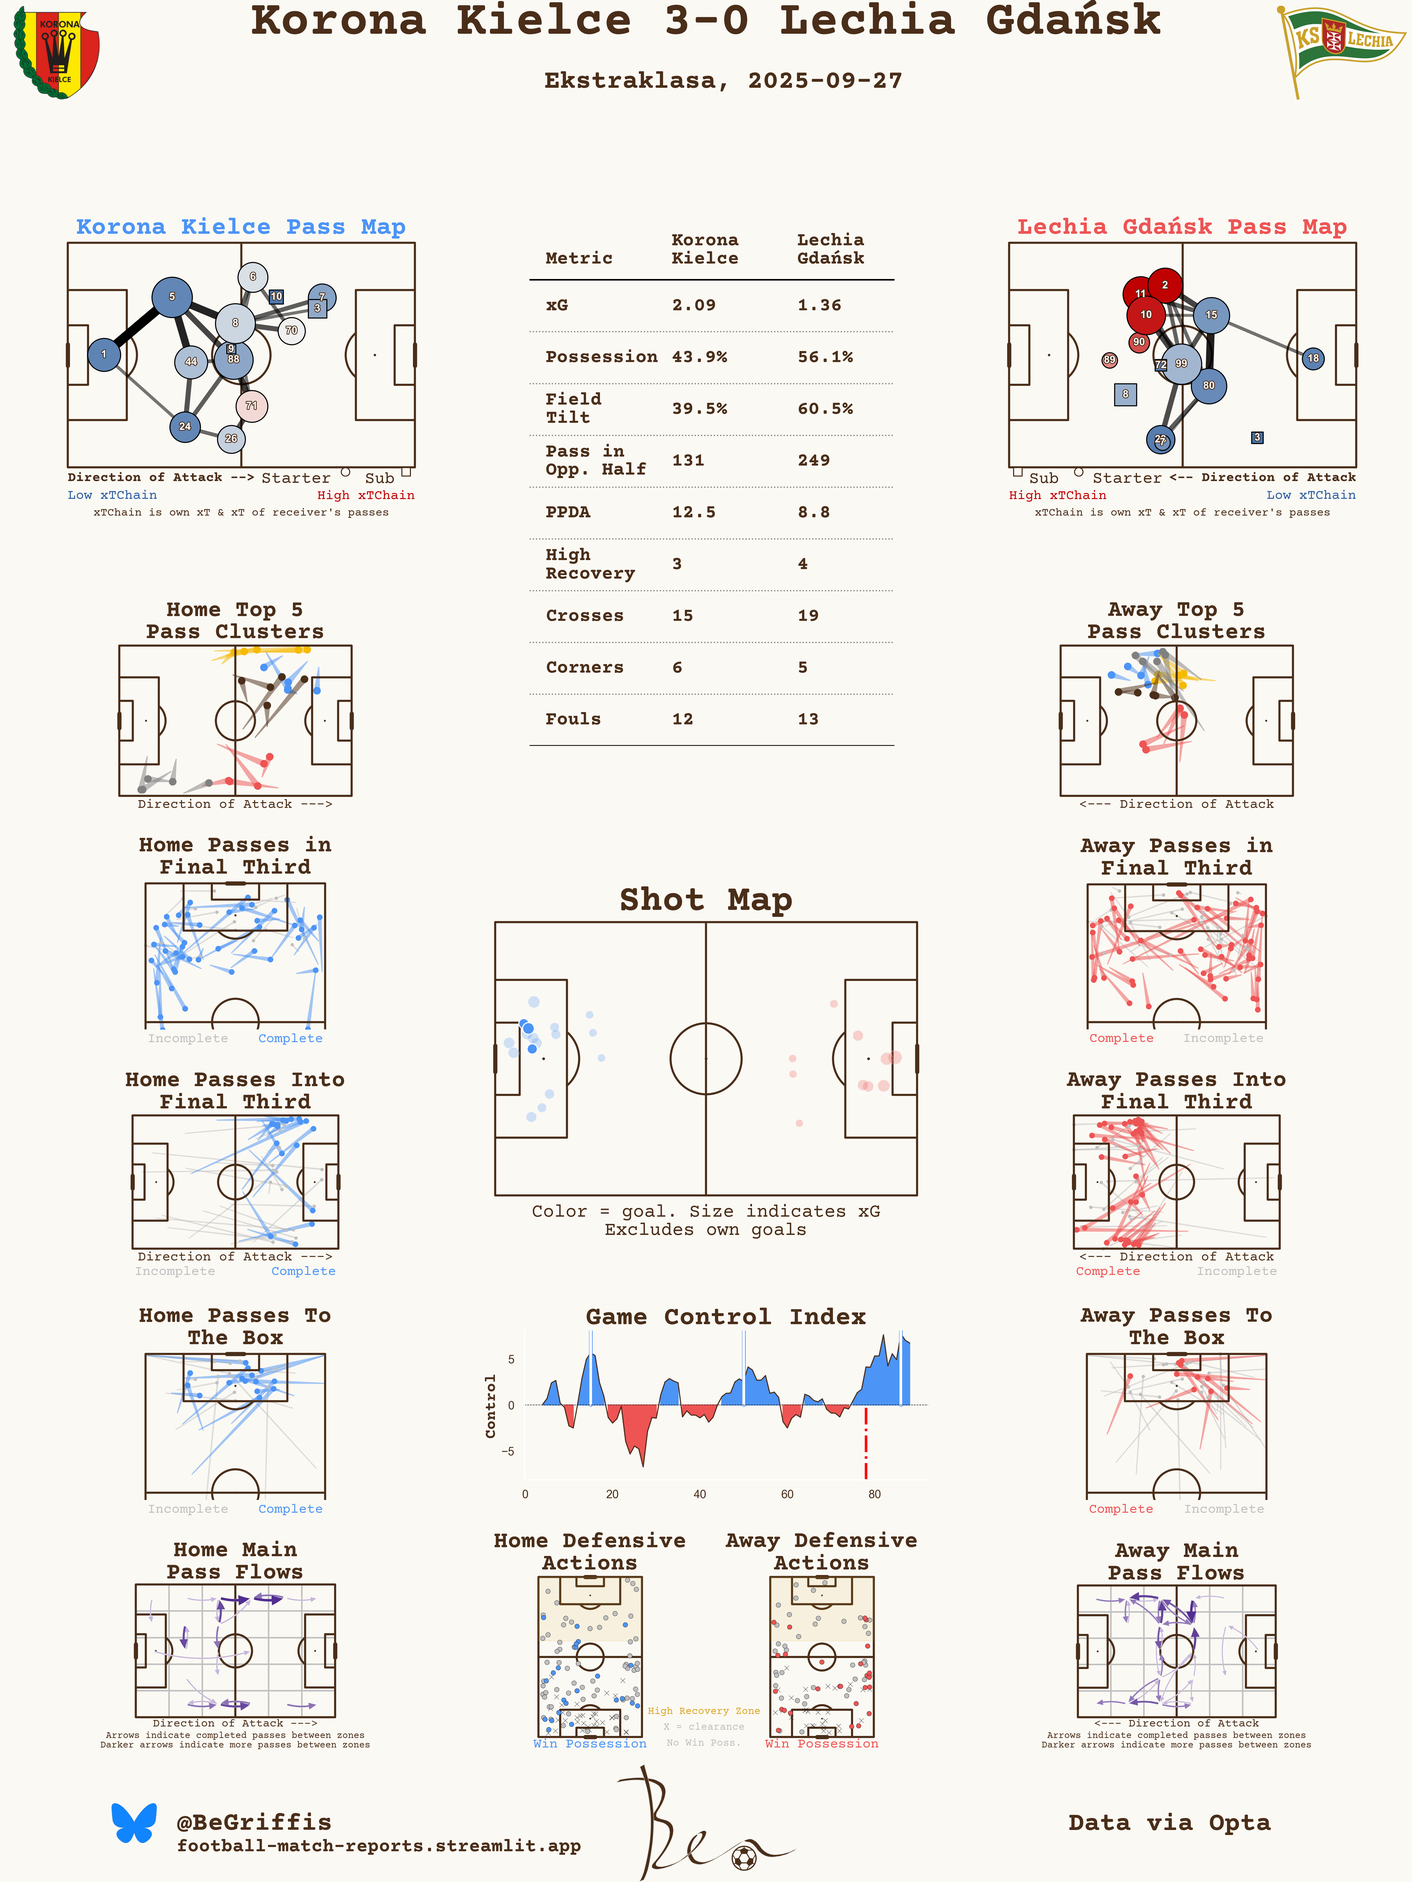 Korona Kielce 3-0 Lechia Gdańsk
Ekstraklasa, 2025-09-27
KORONA
KIELCE
KS LECHIA
Korona Kielce Pass Map
1
5
44
24
6
8
9
88
71
26
10
7
3
70
Direction of Attack --> Starter Sub
Low xTChain High xTChain
xTChain is own xT & xT of receiver's passes
Metric Korona Kielce Lechia Gdańsk
xG 2.09 1.36
Possession 43.9% 56.1%
Field Tilt 39.5% 60.5%
Pass in Opp. Half 131 249
PPDA 12.5 8.8
High Recovery 3 4
Crosses 15 19
Corners 6 5
Fouls 12 13
Lechia Gdańsk Pass Map
11
2
10
15
90
89
72
99
18
80
8
7
3
Sub Starter <-- Direction of Attack
High xTChain Low xTChain
xTChain is own xT & xT of receiver's passes
Home Top 5
Pass Clusters
Direction of Attack --->
Away Top 5
Pass Clusters
<--- Direction of Attack
Home Passes in
Final Third
Incomplete Complete
Shot Map
Color = goal. Size indicates xG
Excludes own goals
Away Passes in
Final Third
Complete Incomplete
Home Passes Into
Final Third
Direction of Attack --->
Incomplete Complete
Away Passes Into
Final Third
<--- Direction of Attack
Complete Incomplete
Home Passes To
The Box
Incomplete Complete
Game Control Index
Control
5
0
−5
0 20 40 60 80
Away Passes To
The Box
Complete Incomplete
Home Main
Pass Flows
Direction of Attack --->
Arrows indicate completed passes between zones
Darker arrows indicate more passes between zones
Home Defensive
Actions
Win Possession
High Recovery Zone
X = clearance
No Win Poss.
Away Defensive
Actions
Win Possession
Away Main
Pass Flows
<--- Direction of Attack
Arrows indicate completed passes between zones
Darker arrows indicate more passes between zones
@BeGriffis
football-match-reports.streamlit.app
Ben
Data via Opta